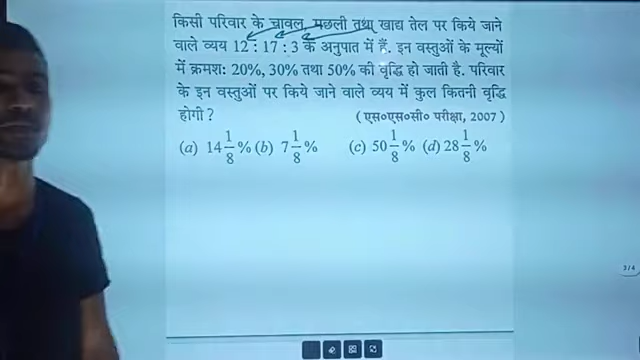 किसी परिवार के चावल, मछली तथा खाद्य तेल पर किये जाने
वाले व्यय 12 : 17 : 3 के अनुपात में हैं. इन वस्तुओं के मूल्यों
में क्रमश: 20%, 30% तथा 50% की वृद्धि हो जाती है. परिवार
के इन वस्तुओं पर किये जाने वाले व्यय में कुल कितनी वृद्धि
होगी ? ( एस०एस०सी० परीक्षा, 2007 )
(a) 14 1/8 % (b) 7 1/8 % (c) 50 1/8 % (d) 28 1/8 %
3/4